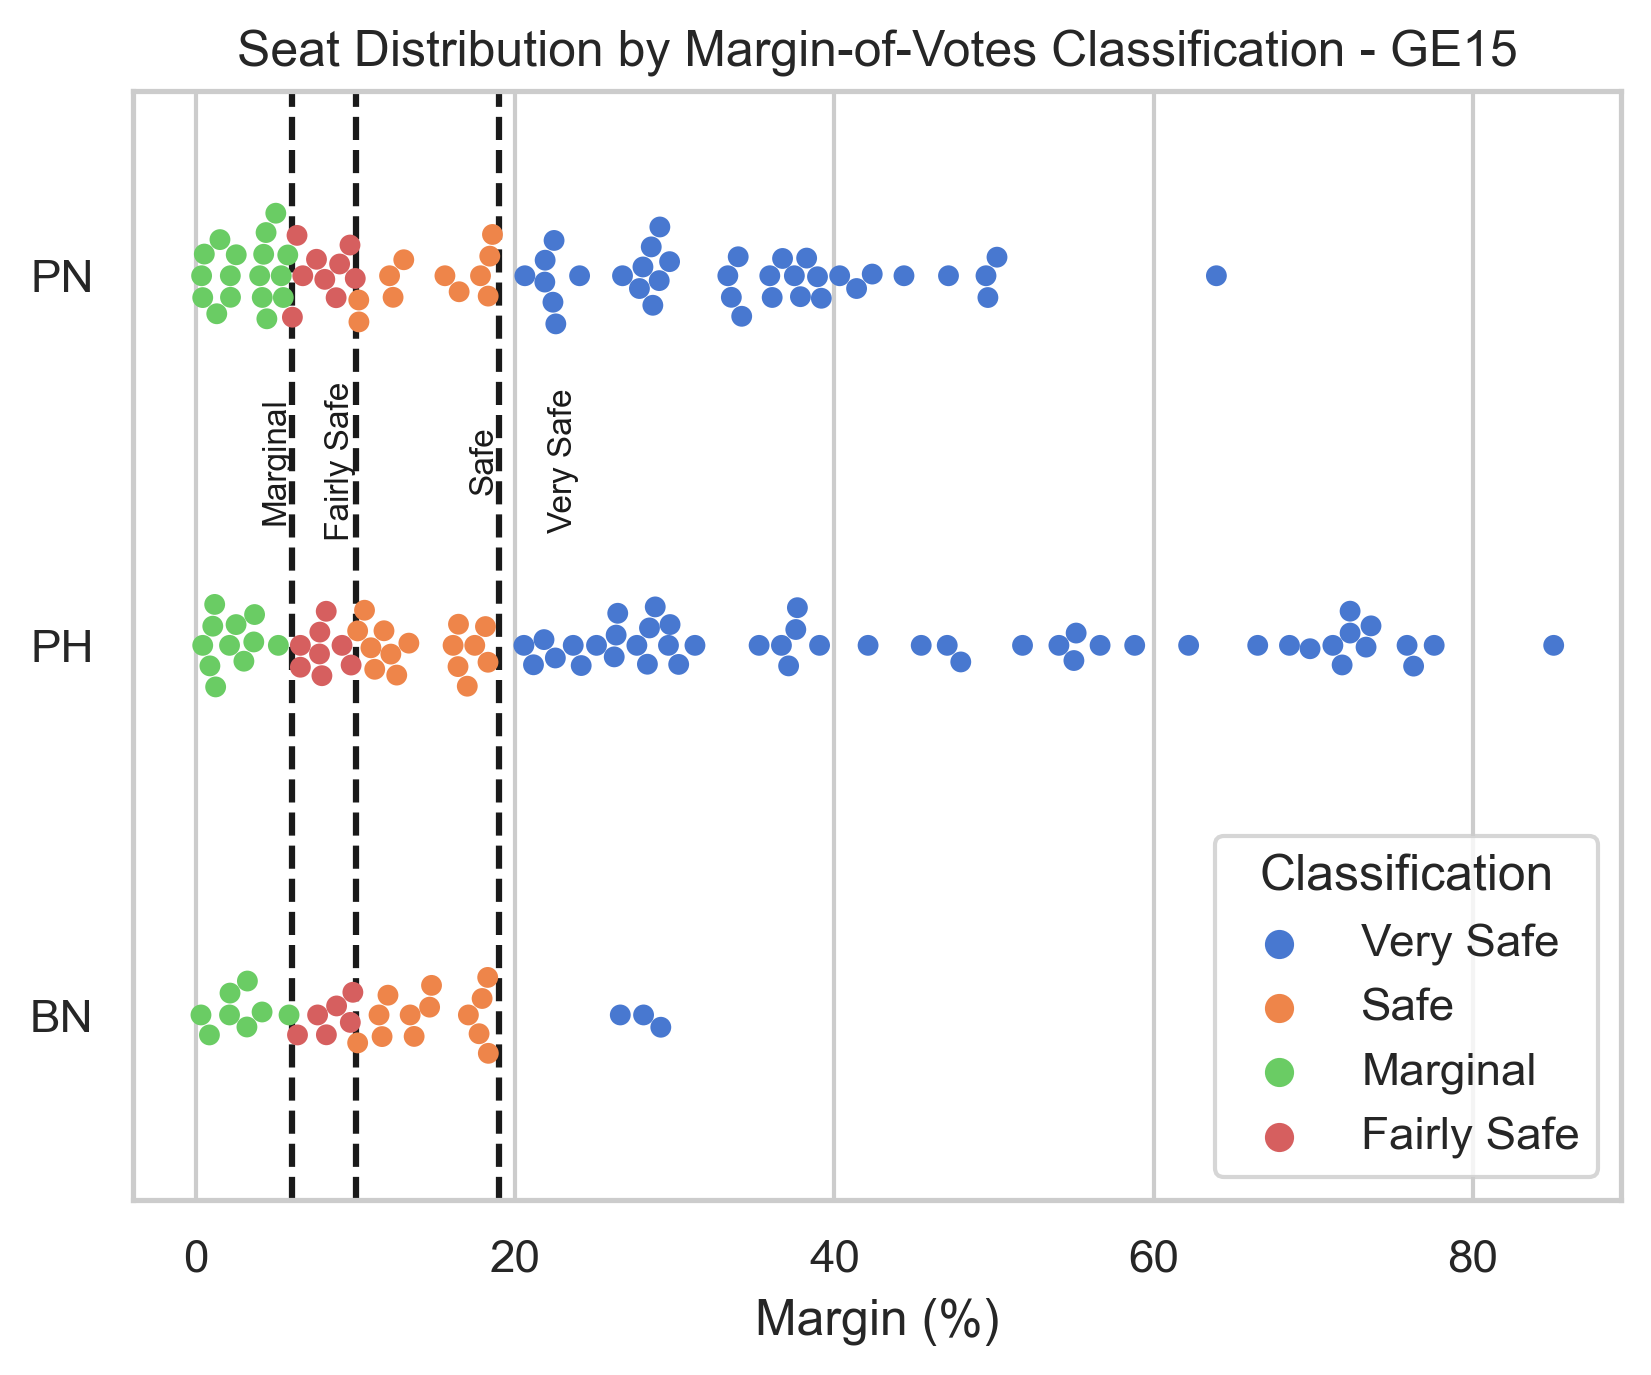 Seat Distribution by Margin-of-Votes Classification - GE15
PN
Marginal
Fairly Safe
Safe
Very Safe
PH
BN
Classification
Very Safe
Safe
Marginal
Fairly Safe
0 20 40 60 80
Margin (%)